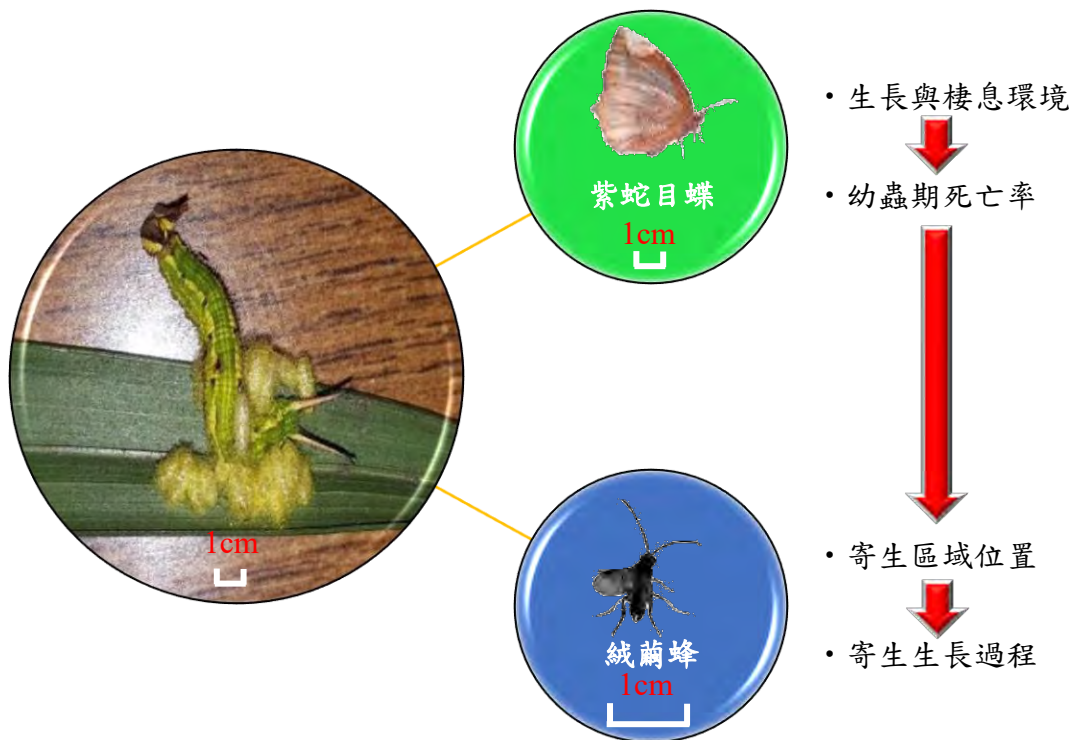 紫蛇目蝶
1cm
・生長與棲息環境
・幼蟲期死亡率
1cm
・寄生區域位置
・寄生生長過程
絨繭蜂
1cm